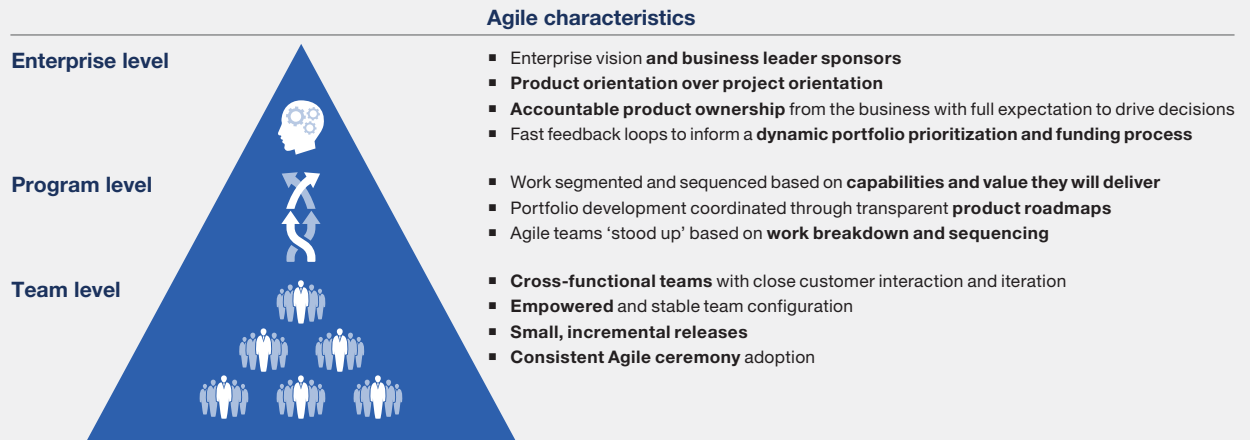 Agile characteristics
Enterprise level
▪ Enterprise vision and business leader sponsors
▪ Product orientation over project orientation
▪ Accountable product ownership from the business with full expectation to drive decisions
▪ Fast feedback loops to inform a dynamic portfolio prioritization and funding process
Program level
▪ Work segmented and sequenced based on capabilities and value they will deliver
▪ Portfolio development coordinated through transparent product roadmaps
▪ Agile teams ‘stood up’ based on work breakdown and sequencing
Team level
▪ Cross-functional teams with close customer interaction and iteration
▪ Empowered and stable team configuration
▪ Small, incremental releases
▪ Consistent Agile ceremony adoption